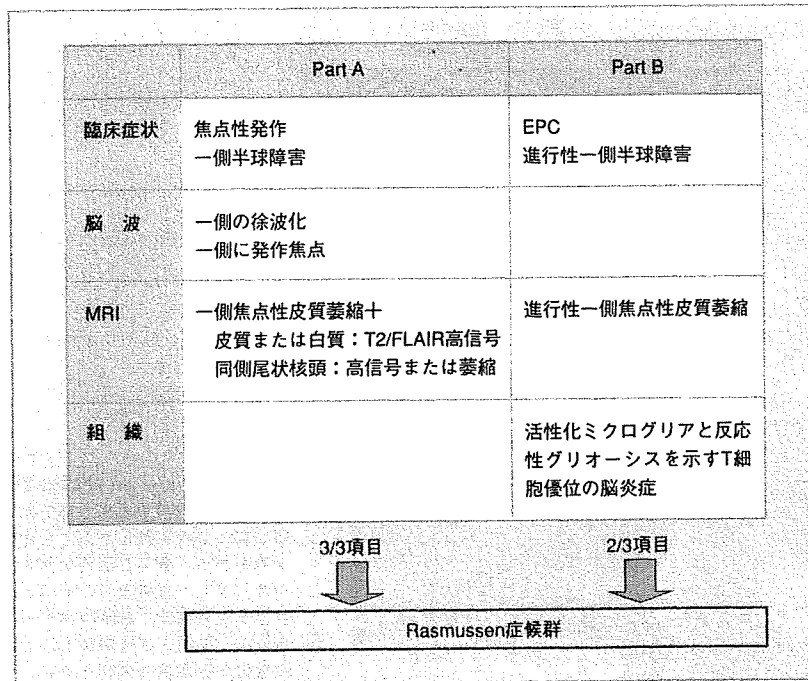 Part A
Part B
臨床症状
焦点性発作
一側半球障害
EPC
進行性一側半球障害
脳 波
一側の徐波化
一側に発作焦点
MRI
一側焦点性皮質萎縮+
皮質または白質:T2/FLAIR高信号
同側尾状核頭:高信号または萎縮
進行性一側焦点性皮質萎縮
組 織
活性化ミクログリアと反応
性グリオーシスを示すT細
胞優位の脳炎症
3/3項目
2/3項目
Rasmussen症候群